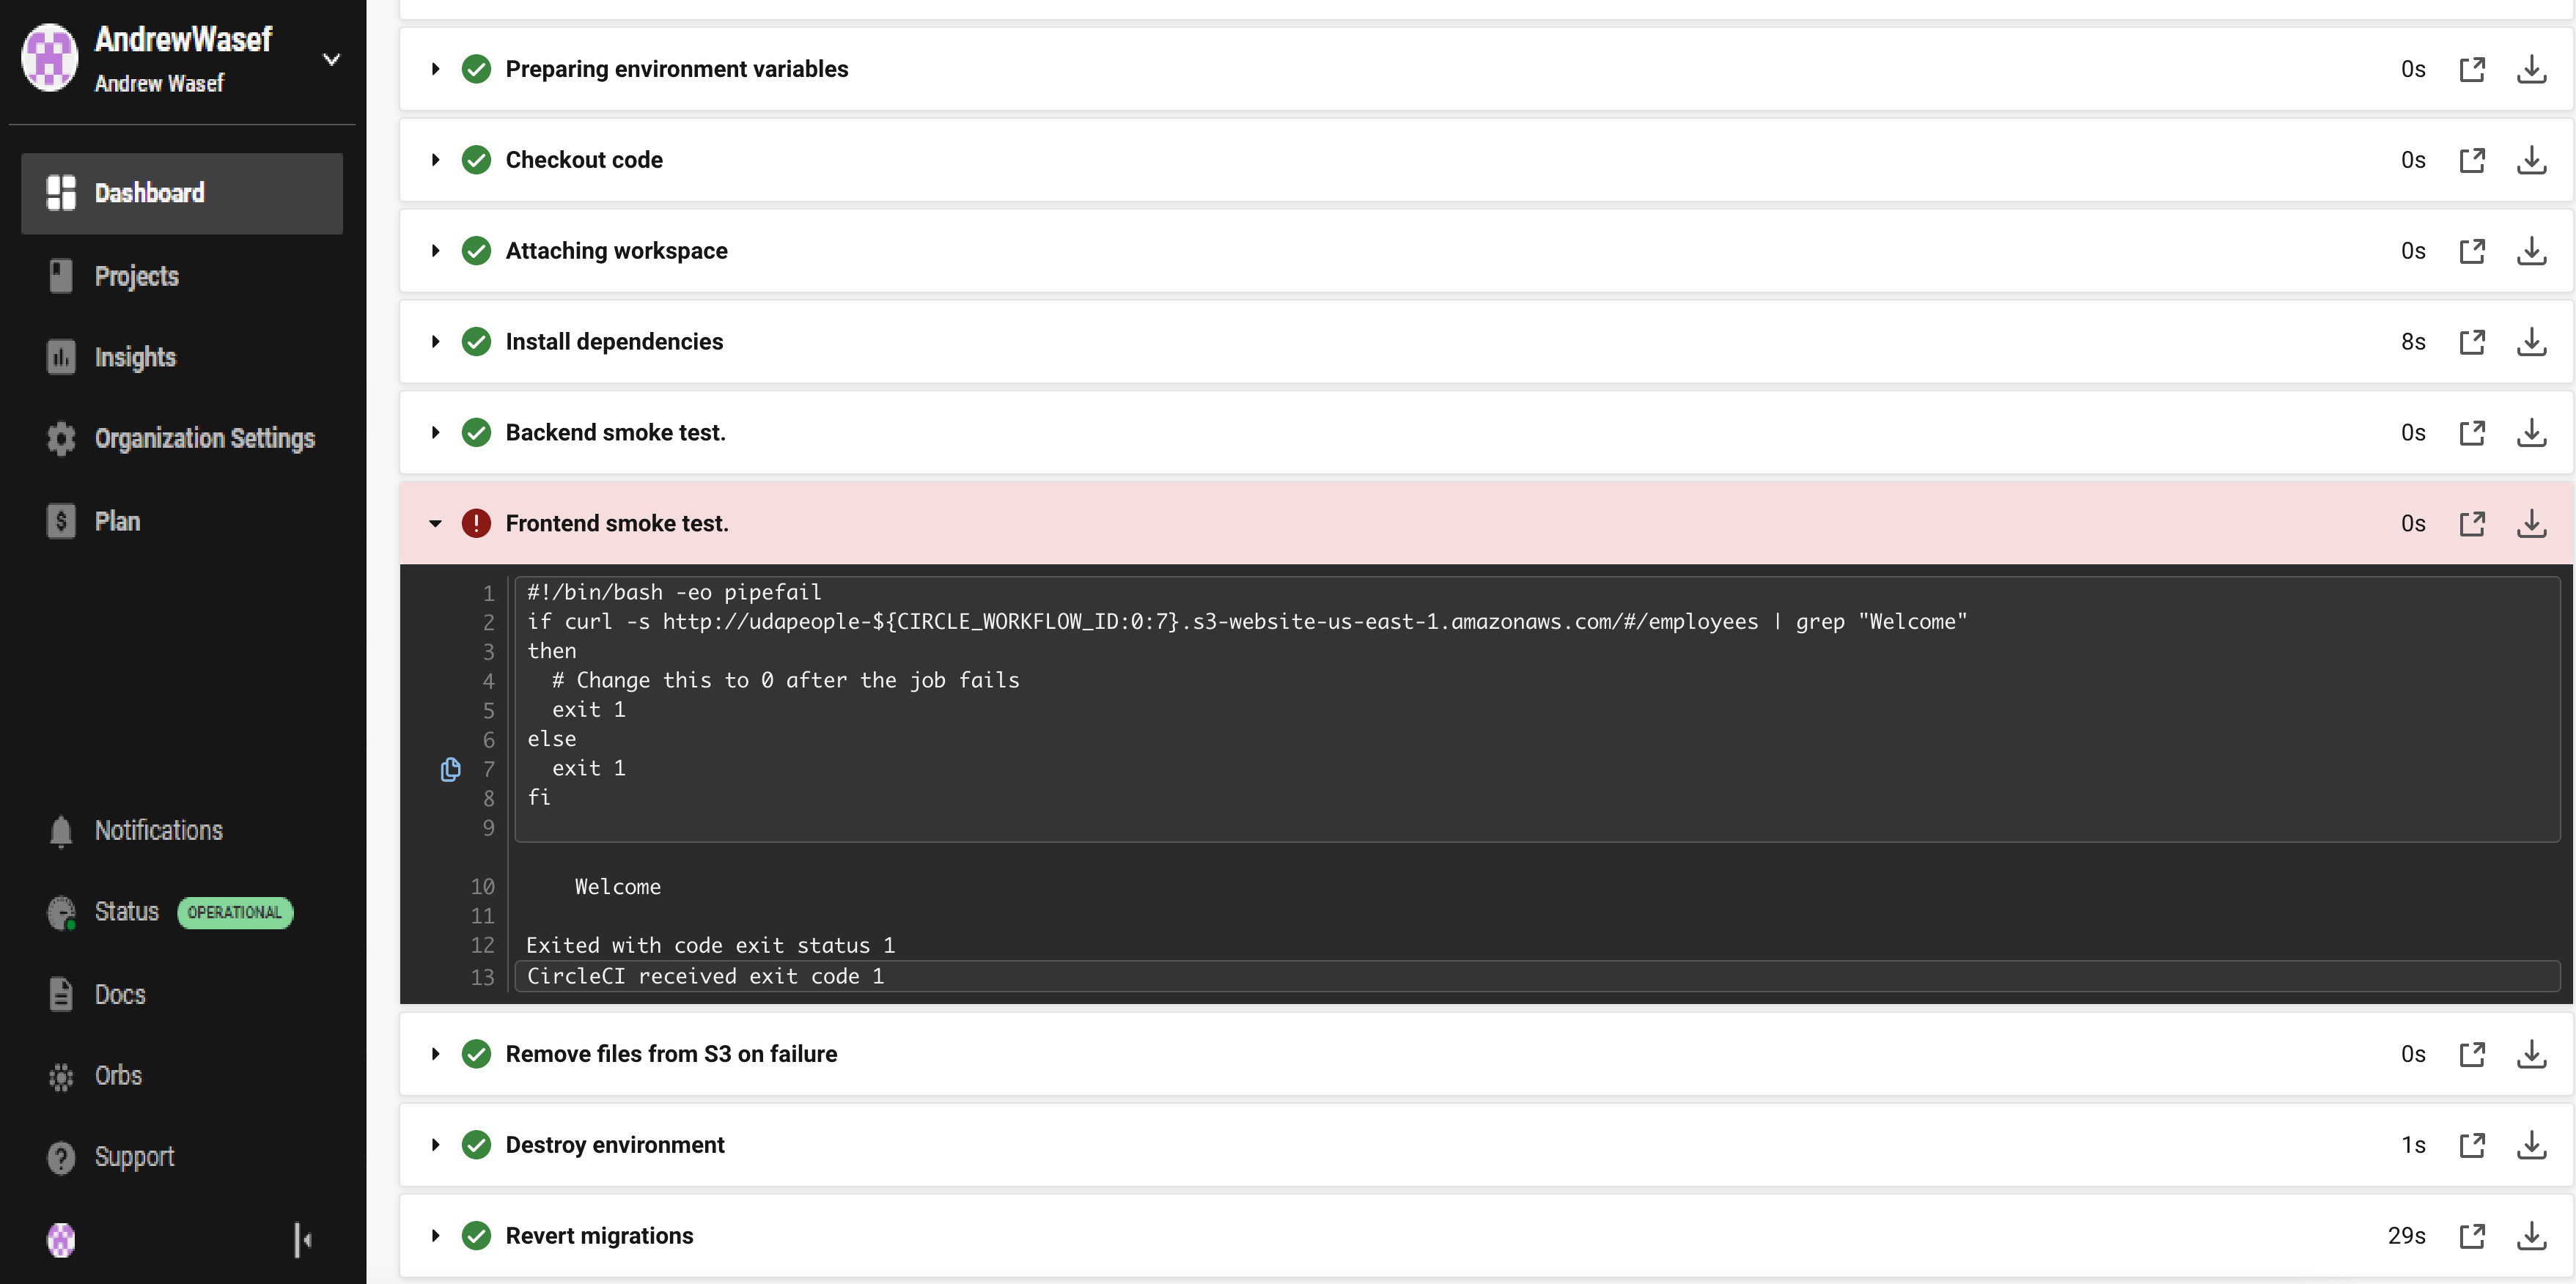 AndrewWasef
Andrew Wasef
Dashboard
Projects
Insights
Organization Settings
Plan
Notifications
Status OPERATIONAL
Docs
Orbs
Support
Preparing environment variables 0s
Checkout code 0s
Attaching workspace 0s
Install dependencies 8s
Backend smoke test. 0s
Frontend smoke test. 0s
1 #!/bin/bash -eo pipefail
2 if curl -s http://udapeople-${CIRCLE_WORKFLOW_ID:0:7}.s3-website-us-east-1.amazonaws.com/#/employees | grep "Welcome"
3 then
4 # Change this to 0 after the job fails
5 exit 1
6 else
7 exit 1
8 fi
9
10 Welcome
11
12 Exited with code exit status 1
13 CircleCI received exit code 1
Remove files from S3 on failure 0s
Destroy environment 1s
Revert migrations 29s